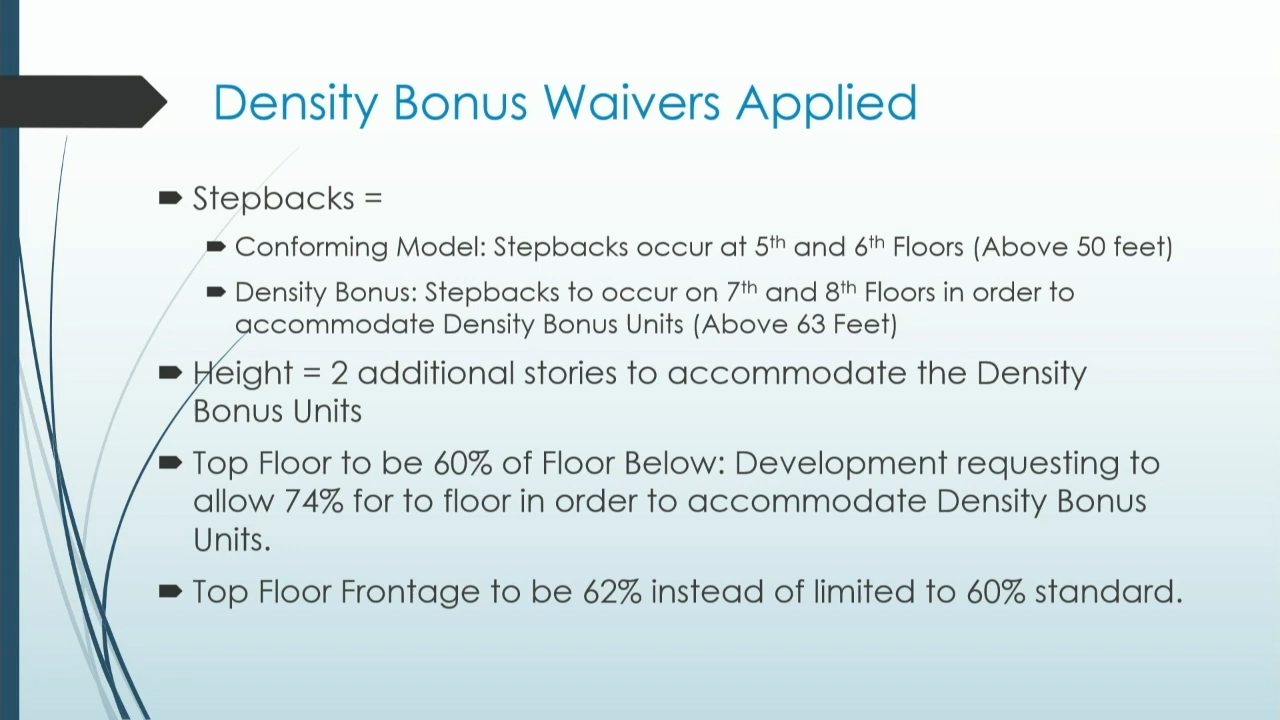 Density Bonus Waivers Applied
Stepbacks =
Conforming Model: Stepbacks occur at 5th and 6th Floors (Above 50 feet)
Density Bonus: Stepbacks to occur on 7th and 8th Floors in order to
accommodate Density Bonus Units (Above 63 Feet)
Height = 2 additional stories to accommodate the Density
Bonus Units
Top Floor to be 60% of Floor Below: Development requesting to
allow 74% for to floor in order to accommodate Density Bonus
Units.
Top Floor Frontage to be 62% instead of limited to 60% standard.